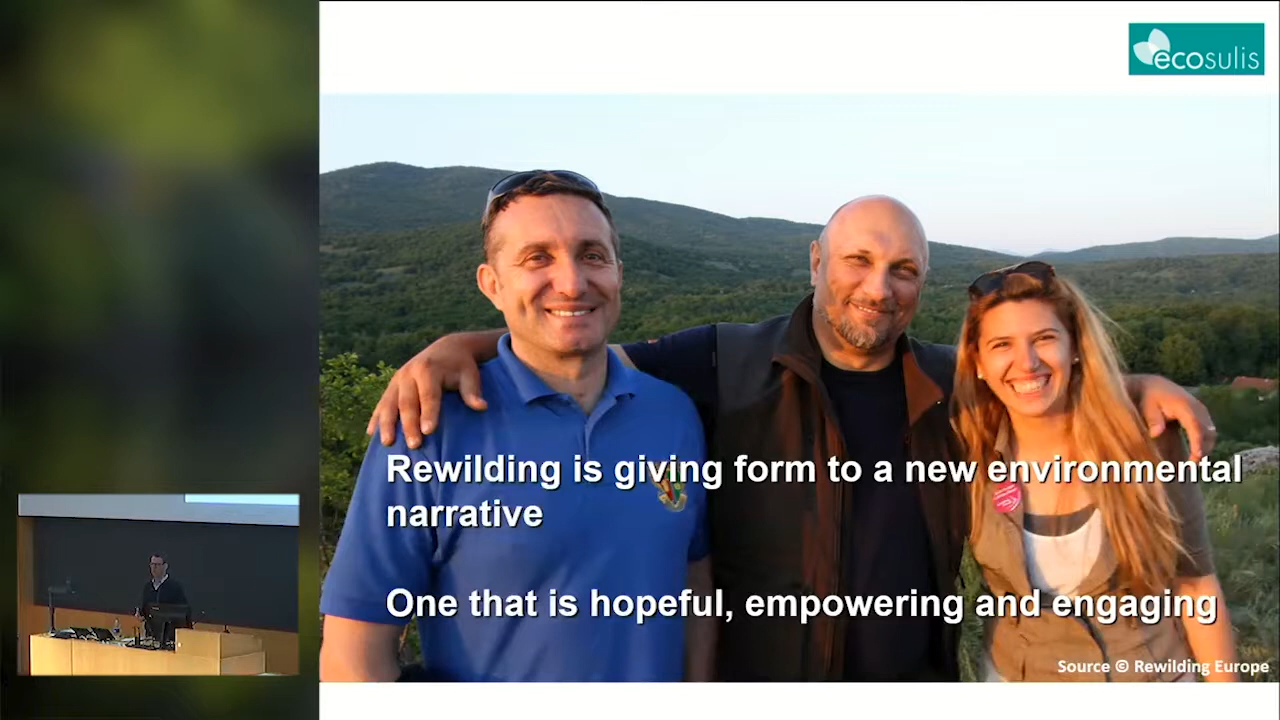 ecosulis
Rewilding is giving form to a new environmental
narrative
One that is hopeful, empowering and engaging
Source © Rewilding Europe